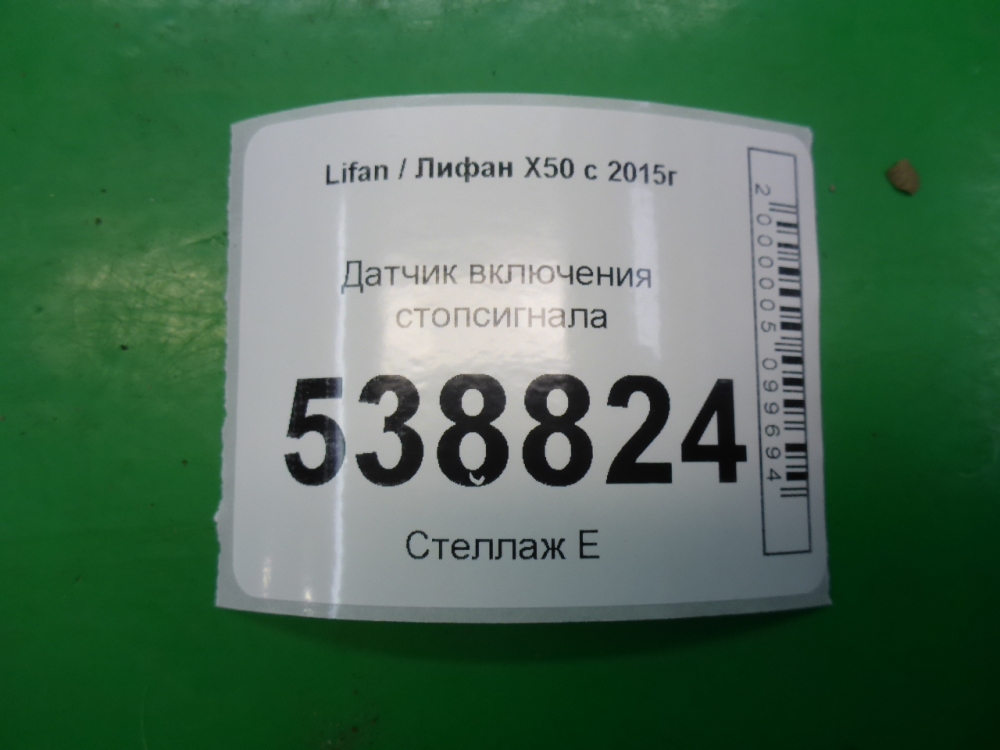 Lifan / Лифан X50 с 2015г
Датчик включения
стопсигнала
538824
Стеллаж Е
2000005099694